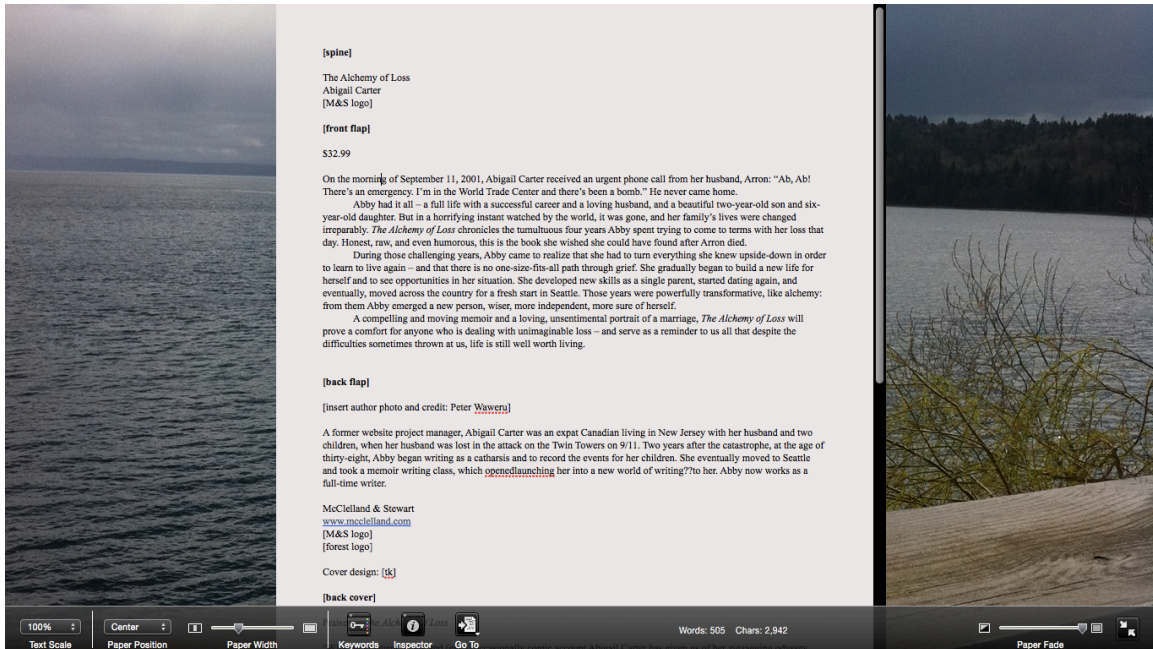 [spine]
The Alchemy of Loss
Abigail Carter
[M&S logo]
[front flap]
$32.99
On the morning of September 11, 2001, Abigail Carter received an urgent phone call from her husband, Arron: “Ab, Ab!
There’s an emergency. I’m in the World Trade Center and there’s been a bomb.” He never came home.
Abby had it all – a full life with a successful career and a loving husband, and a beautiful two-year-old son and six-
year-old daughter. But in a horrifying instant watched by the world, it was gone, and her family’s lives were changed
irreparably. The Alchemy of Loss chronicles the tumultuous four years Abby spent trying to come to terms with her loss that
day. Honest, raw, and even humorous, this is the book she wished she could have found after Arron died.
During those challenging years, Abby came to realize that she had to turn everything she knew upside-down in order
to learn to live again – and that there is no one-size-fits-all path through grief. She gradually began to build a new life for
herself and to see opportunities in her situation. She developed new skills as a single parent, started dating again, and
eventually, moved across the country for a fresh start in Seattle. Those years were powerfully transformative, like alchemy:
from them Abby emerged a new person, wiser, more independent, more sure of herself.
A compelling and moving memoir and a loving, unsentimental portrait of a marriage, The Alchemy of Loss will
prove a comfort for anyone who is dealing with unimaginable loss – and serve as a reminder to us all that despite the
difficulties sometimes thrown at us, life is still well worth living.
[back flap]
[insert author photo and credit: Peter Waweru]
A former website project manager, Abigail Carter was an expat Canadian living in New Jersey with her husband and two
children, when her husband was lost in the attack on the Twin Towers on 9/11. Two years after the catastrophe, at the age of
thirty-eight, Abby began writing as a catharsis and to record the events for her children. She eventually moved to Seattle
and took a memoir writing class, which openedlaunching her into a new world of writing??to her. Abby now works as a
full-time writer.
McClelland & Stewart
www.mcclelland.com
[M&S logo]
[forest logo]
Cover design: [tk]
[back cover]
100% Center
Text Scale Paper Position Paper Width Keywords Inspector Go To Words: 505 Chars: 2,942 Paper Fade